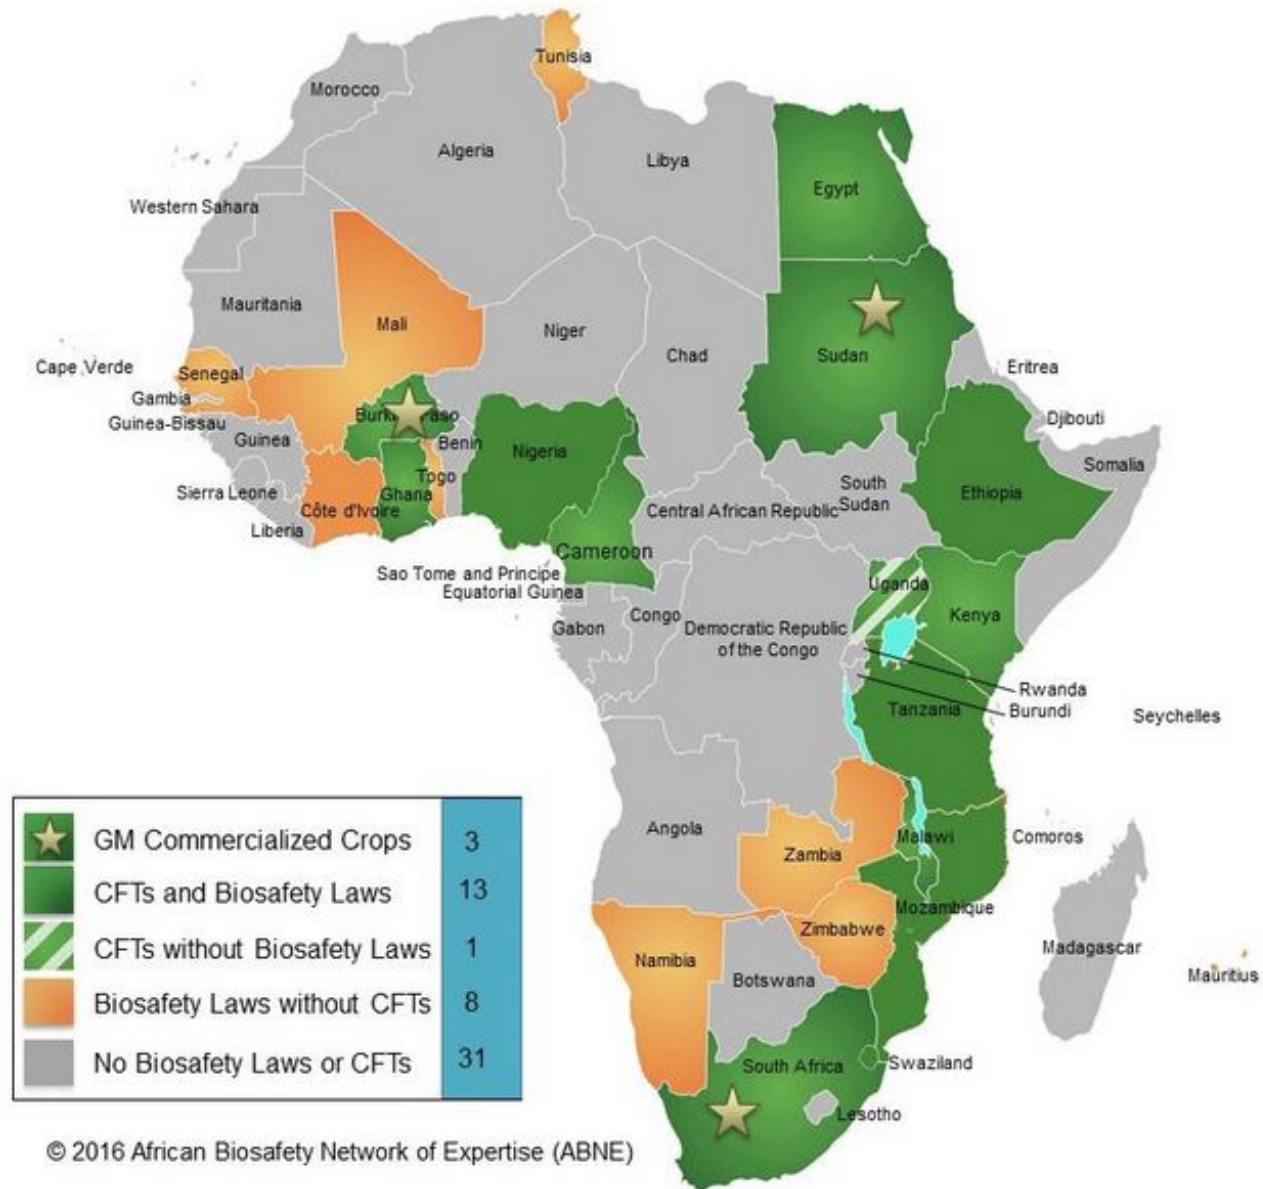 Tunisia
Morocco
Algeria
Libya
Egypt
Western Sahara
Mauritania
Mali
Niger
Chad
Sudan
Cape Verde
Senegal
Eritrea
Gambia
Guinea-Bissau
Burki Faso
Djibouti
Guinea
Benin
Nigeria
Somalia
Togo
Sierra Leone
Ghana
South
Sudan
Ethiopia
Côte d'Ivoire
Central African Republic
Liberia
Cameroon
Sao Tome and Principe
Equatorial Guinea
Uganda
Congo
Kenya
Gabon
Democratic Republic
of the Congo
Rwanda
Tanzania
Burundi
Seychelles
Angola
Malawi
Comoros
Zambia
Mozambique
Zimbabwe
Madagascar
Namibia
Botswana
Mauritius
South Africa
Swaziland
Lesotho
GM Commercialized Crops 3
CFTs and Biosafety Laws 13
CFTs without Biosafety Laws 1
Biosafety Laws without CFTs 8
No Biosafety Laws or CFTs 31
© 2016 African Biosafety Network of Expertise (ABNE)